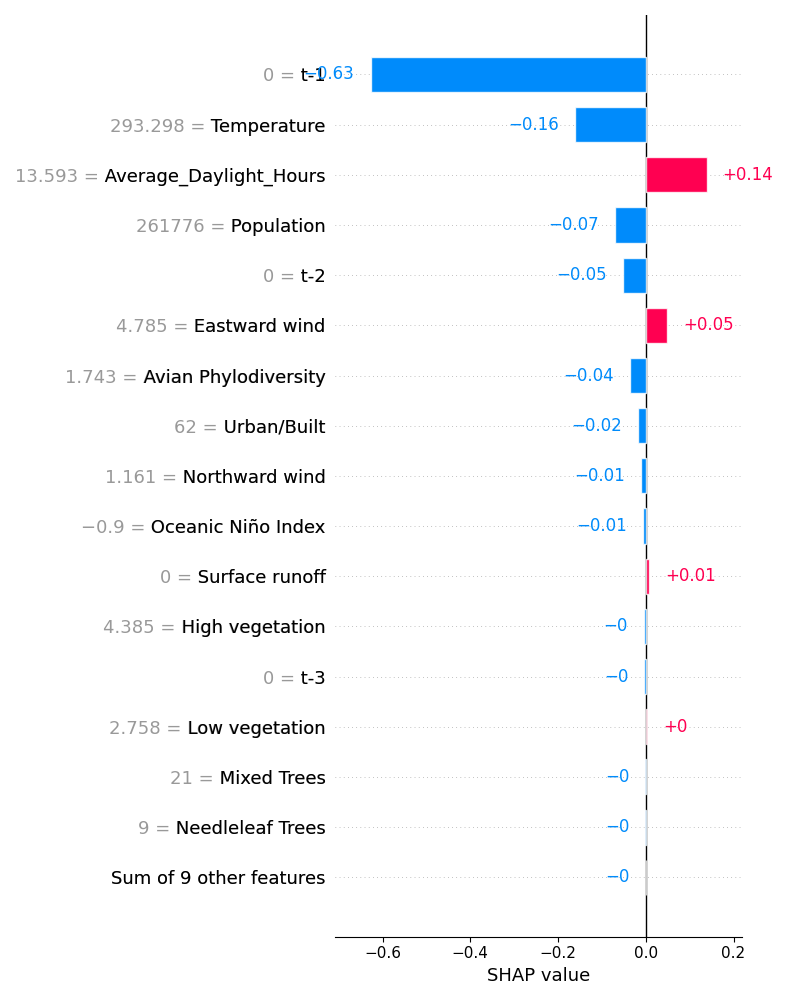 0 = t-1 −0.63
293.298 = Temperature −0.16
13.593 = Average_Daylight_Hours +0.14
261776 = Population −0.07
0 = t-2 −0.05
4.785 = Eastward wind +0.05
1.743 = Avian Phylodiversity −0.04
62 = Urban/Built −0.02
1.161 = Northward wind −0.01
−0.9 = Oceanic Niño Index −0.01
0 = Surface runoff +0.01
4.385 = High vegetation −0
0 = t-3 −0
2.758 = Low vegetation +0
21 = Mixed Trees −0
9 = Needleleaf Trees −0
Sum of 9 other features −0
−0.6 −0.4 −0.2 0.0 0.2
SHAP value